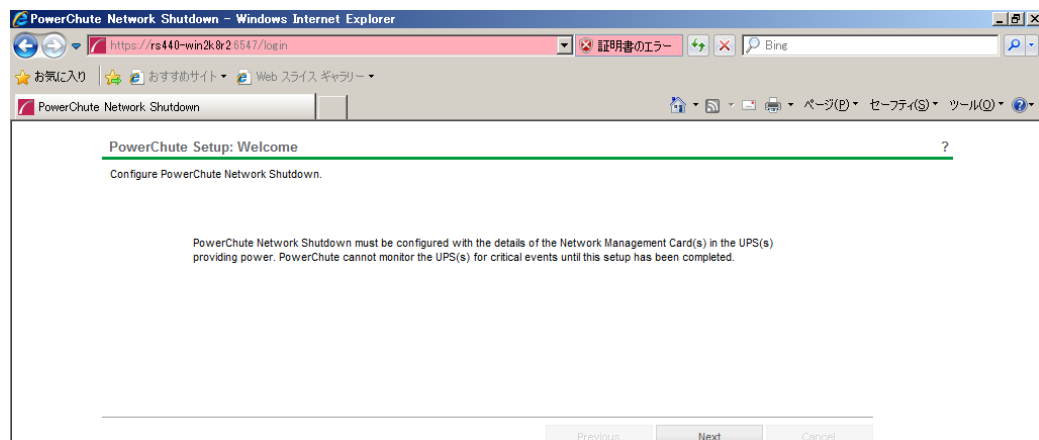 PowerChute Network Shutdown - Windows Internet Explorer
https://rs440-win2k8r2:6547/login
証明書のエラー
Bing
お気に入り
おすすめサイト
Web スライス ギャラリー
PowerChute Network Shutdown
ページ(P)
セーフティ(S)
ツール(O)
PowerChute Setup: Welcome
?
Configure PowerChute Network Shutdown.
PowerChute Network Shutdown must be configured with the details of the Network Management Card(s) in the UPS(s)
providing power. PowerChute cannot monitor the UPS(s) for critical events until this setup has been completed.
Previous
Next
Cancel